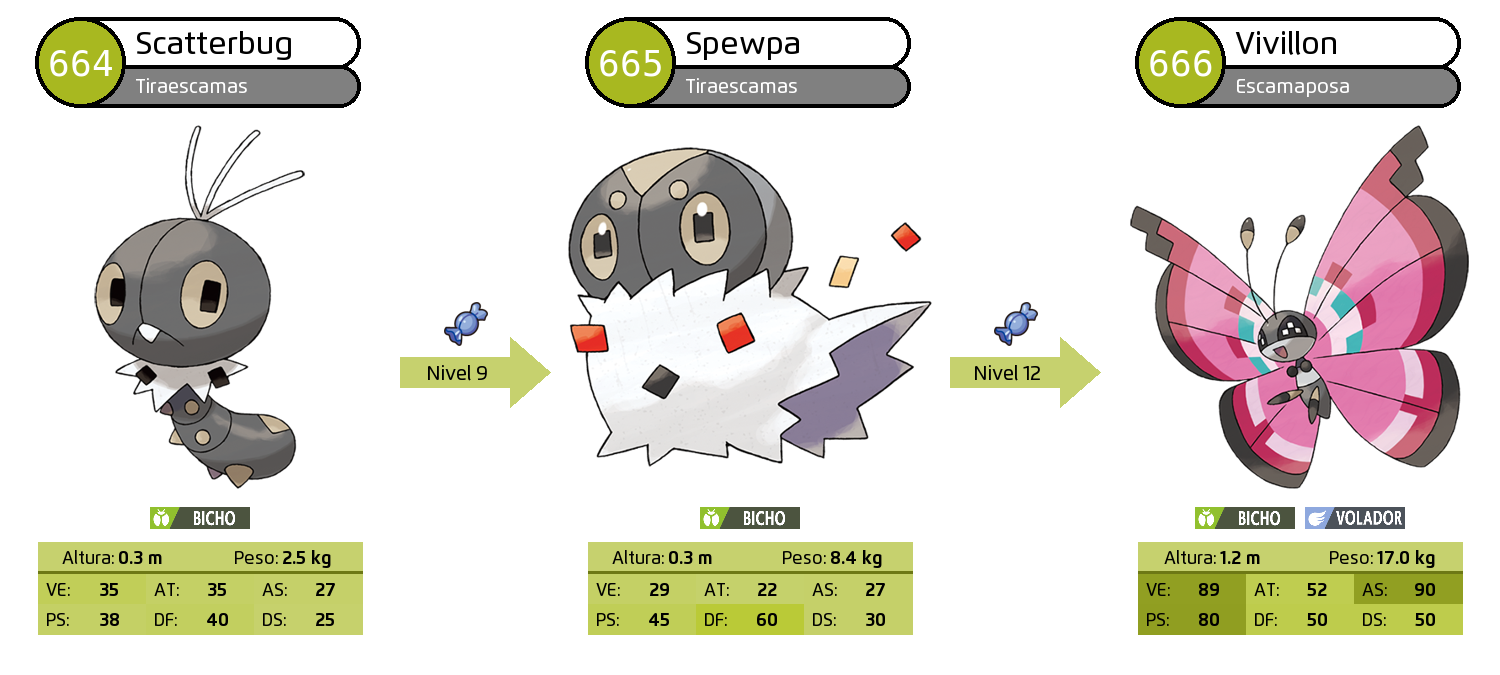 664 Scatterbug
Tiraescamas
BICHO
Altura: 0.3 m Peso: 2.5 kg
VE: 35 AT: 35 AS: 27
PS: 38 DF: 40 DS: 25
Nivel 9
665 Spewpa
Tiraescamas
BICHO
Altura: 0.3 m Peso: 8.4 kg
VE: 29 AT: 22 AS: 27
PS: 45 DF: 60 DS: 30
Nivel 12
666 Vivillon
Escamaposa
BICHO VOLADOR
Altura: 1.2 m Peso: 17.0 kg
VE: 89 AT: 52 AS: 90
PS: 80 DF: 50 DS: 50